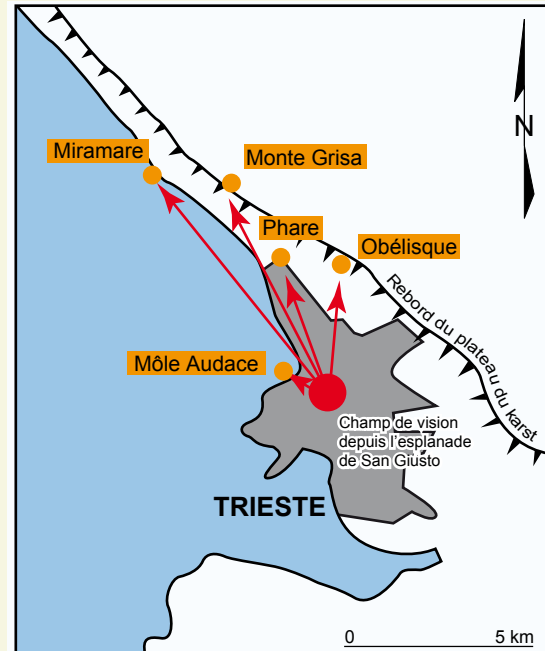 N
Miramare
Monte Grisa
Phare
Obélisque
Rebord du plateau du karst
Môle Audace
Champ de vision
depuis l'esplanade
de San Giusto
TRIESTE
0 5 km